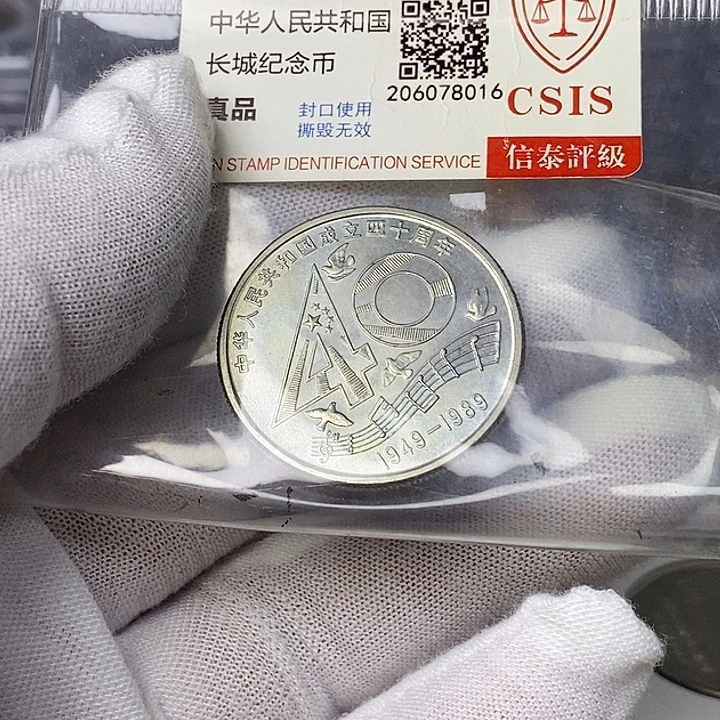 中华人民共和国
长城纪念币
206078016
CSIS
真品
封口使用
撕毁无效
N STAMP IDENTIFICATION SERVICE
信泰評級
中华人民共和国成立四十周年
40
1949-1989